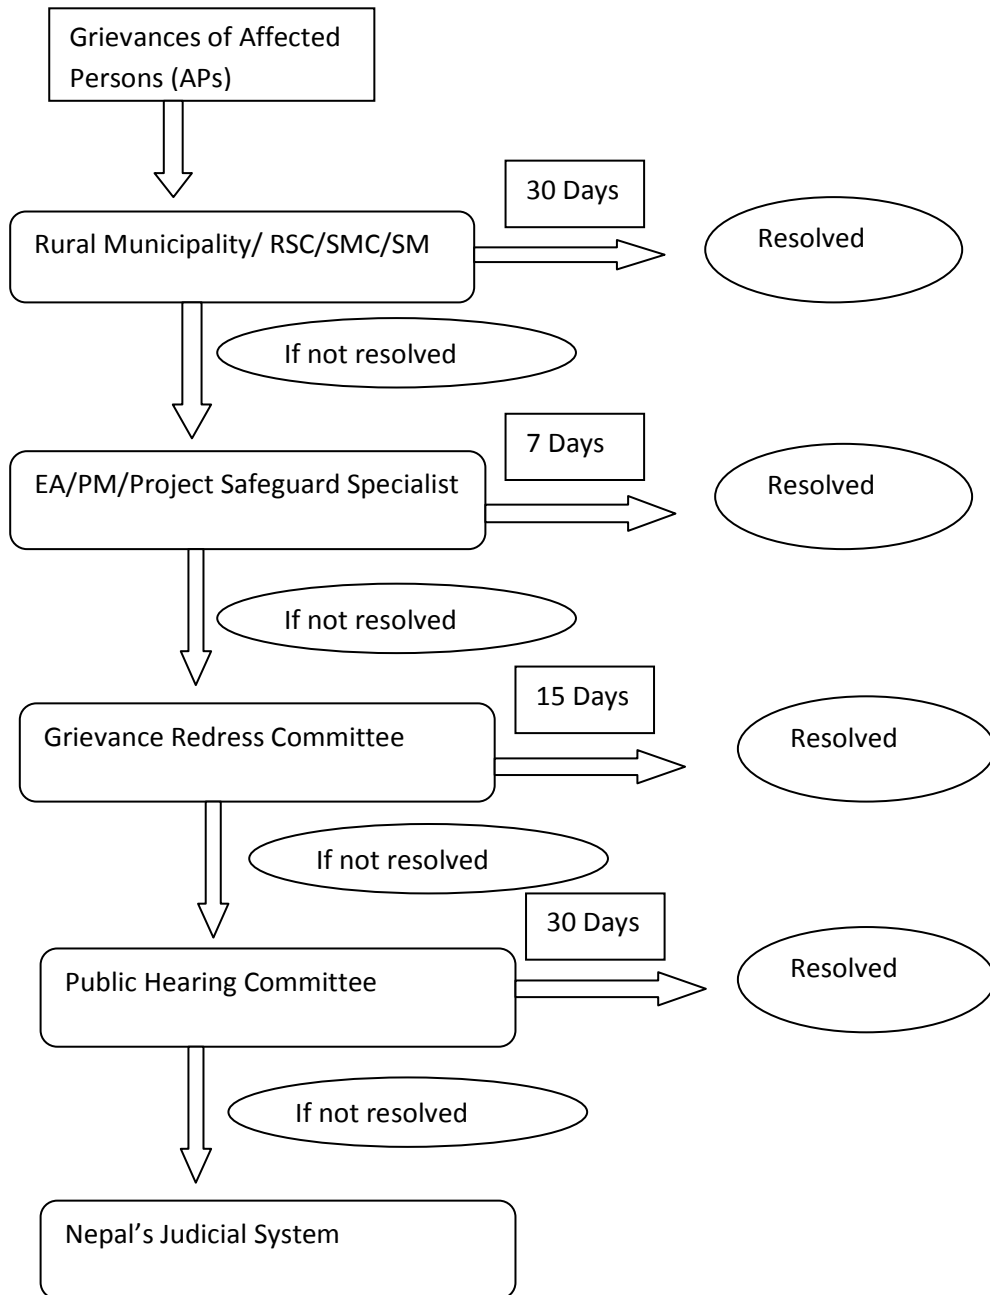 Grievances of Affected
Persons (APs)
30 Days
Rural Municipality/ RSC/SMC/SM
Resolved
If not resolved
7 Days
EA/PM/Project Safeguard Specialist
Resolved
If not resolved
15 Days
Grievance Redress Committee
Resolved
If not resolved
30 Days
Public Hearing Committee
Resolved
If not resolved
Nepal’s Judicial System